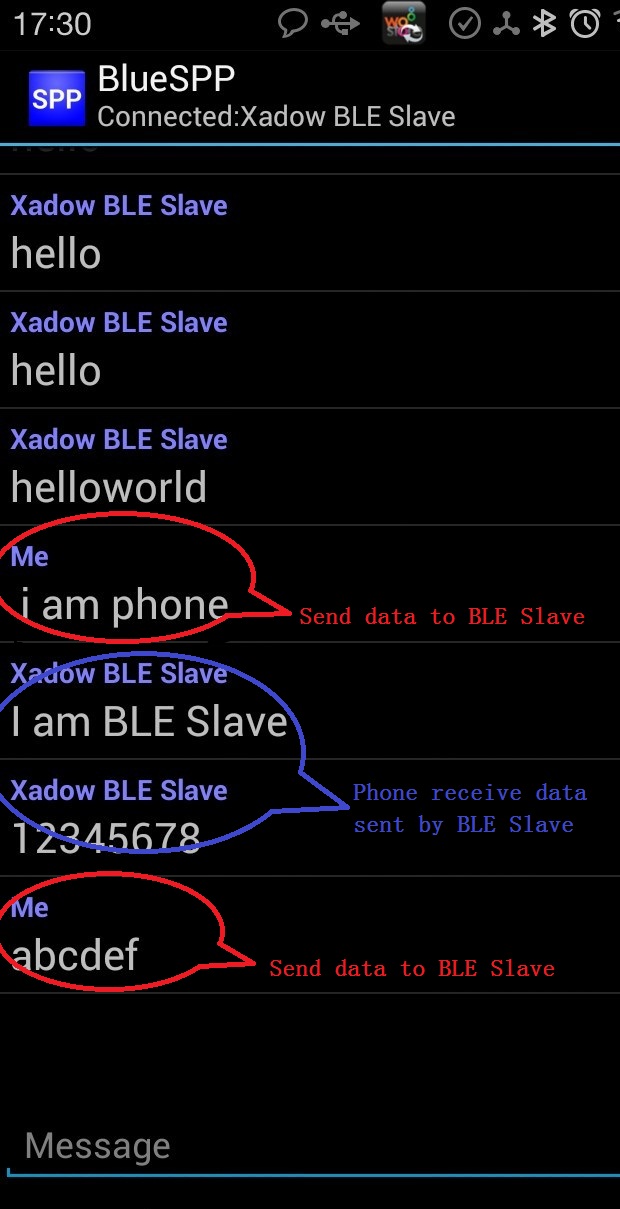 17:30
SPP
BlueSPP
Connected:Xadow BLE Slave
Xadow BLE Slave
hello
Xadow BLE Slave
hello
Xadow BLE Slave
helloworld
Me
i am phone
Send data to BLE Slave
Xadow BLE Slave
I am BLE Slave
Xadow BLE Slave
12345678
Phone receive data
sent by BLE Slave
Me
abcdef
Send data to BLE Slave
Message